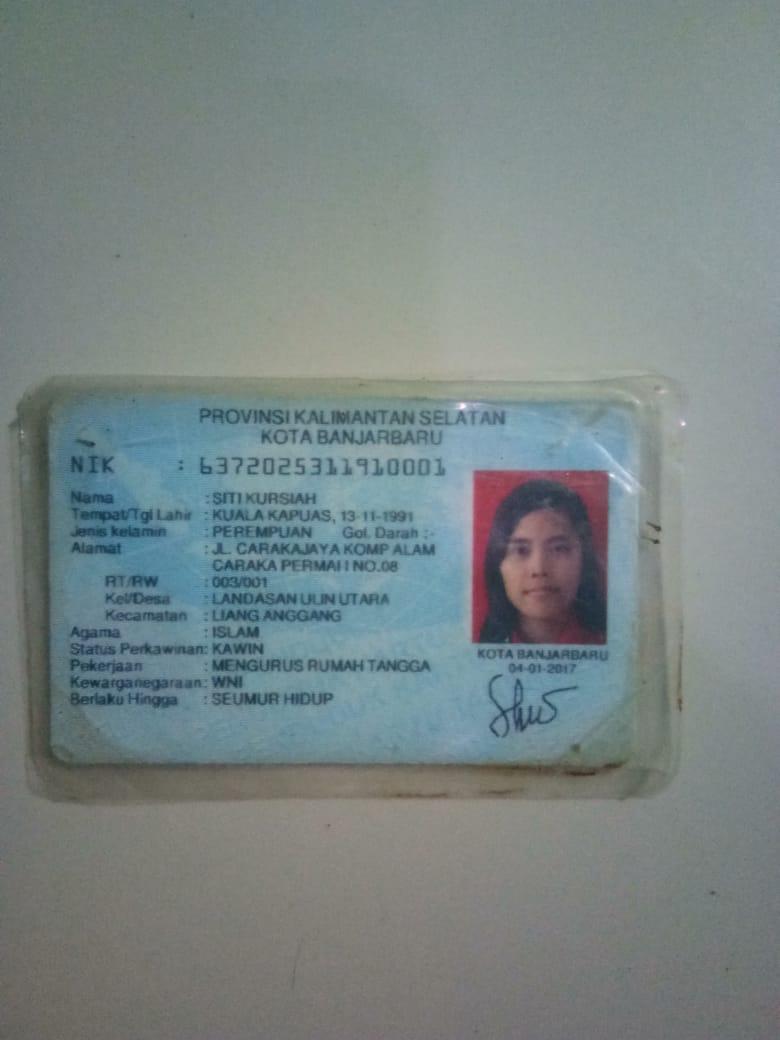 PROVINSI KALIMANTAN SELATAN
KOTA BANJARBARU
NIK : 6372025311910001
Nama : SITI KURSIAH
Tempat/Tgl Lahir : KUALA KAPUAS, 13-11-1991
Jenis kelamin : PEREMPUAN Gol. Darah :-
Alamat : JL. CARAKAJAYA KOMP ALAM
CARAKA PERMAI I NO.08
RT/RW : 003/001
Kel/Desa : LANDASAN ULIN UTARA
Kecamatan : LIANG ANGGANG
Agama : ISLAM
Status Perkawinan: KAWIN
Pekerjaan : MENGURUS RUMAH TANGGA
Kewarganegaraan: WNI
Berlaku Hingga : SEUMUR HIDUP
KOTA BANJARBARU
04-01-2017